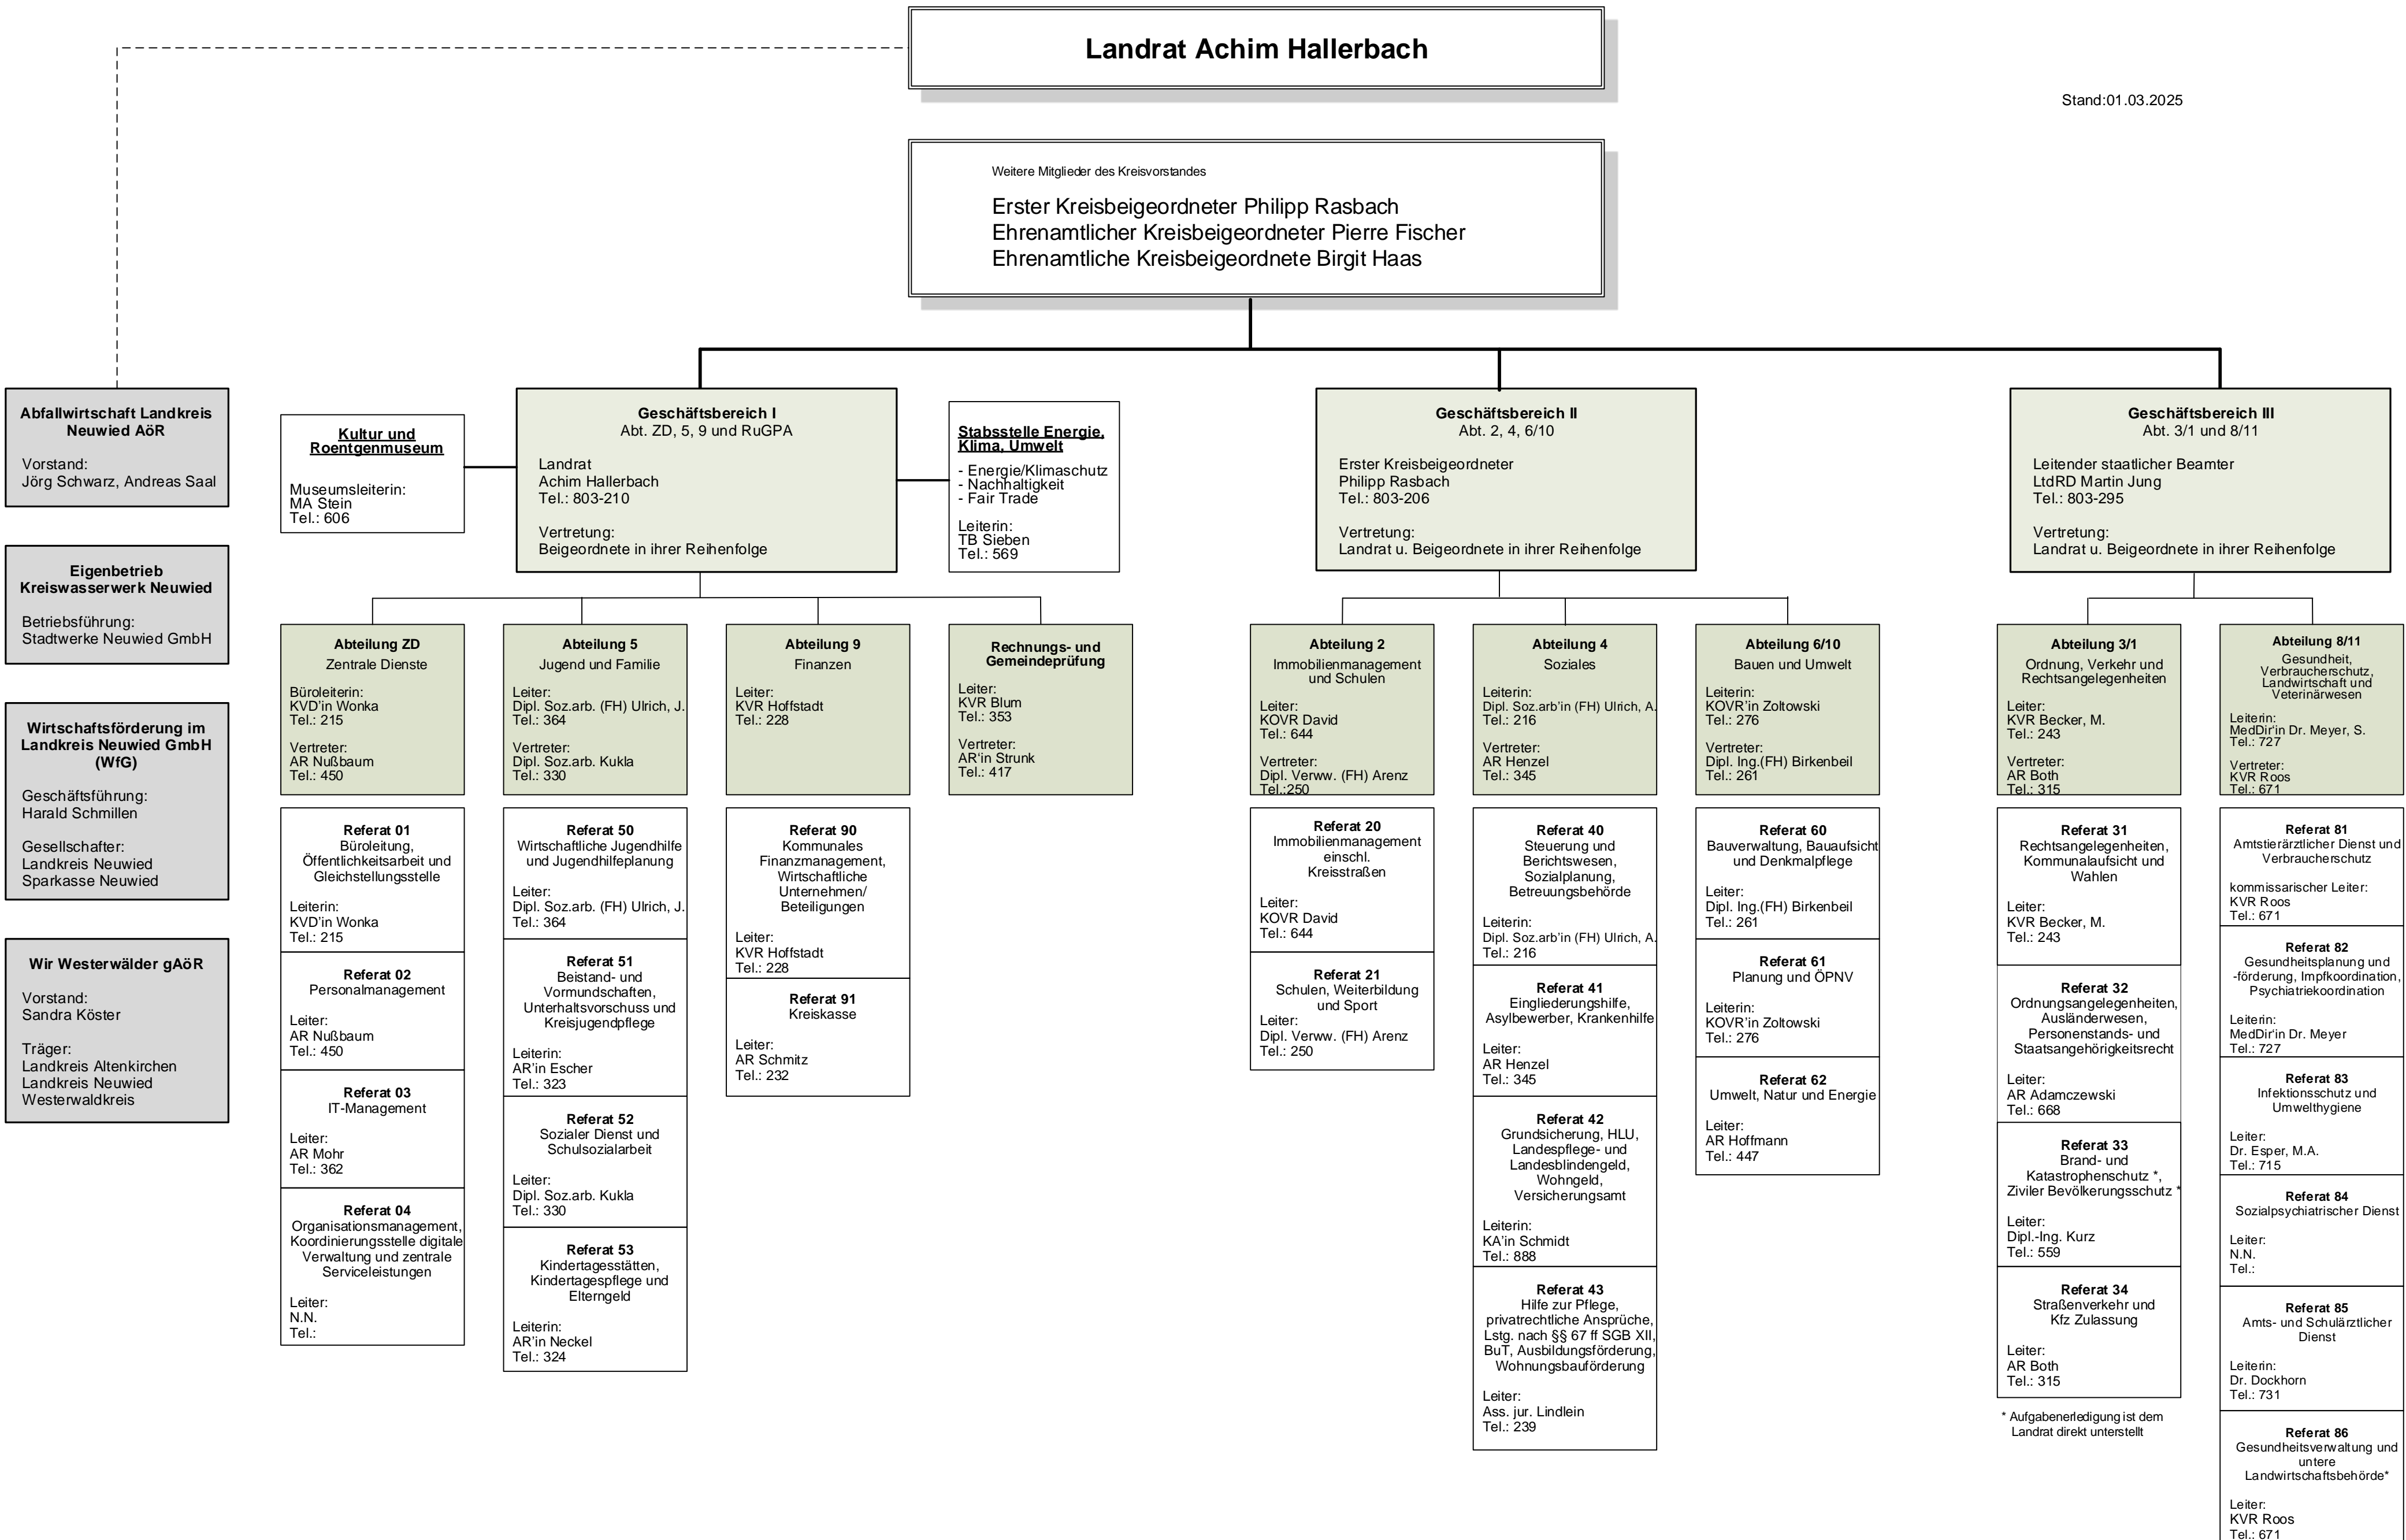 Landrat Achim Hallerbach
Stand:01.03.2025
Weitere Mitglieder des Kreisvorstandes
Erster Kreisbeigeordneter Philipp Rasbach
Ehrenamtlicher Kreisbeigeordneter Pierre Fischer
Ehrenamtliche Kreisbeigeordnete Birgit Haas
Abfallwirtschaft Landkreis
Neuwied AöR
Vorstand:
Jörg Schwarz, Andreas Saal
Eigenbetrieb
Kreiswasserwerk Neuwied
Betriebsführung:
Stadtwerke Neuwied GmbH
Wirtschaftsförderung im
Landkreis Neuwied GmbH
(WfG)
Geschäftsführung:
Harald Schmillen
Gesellschafter:
Landkreis Neuwied
Sparkasse Neuwied
Wir Westerwälder gAöR
Vorstand:
Sandra Köster
Träger:
Landkreis Altenkirchen
Landkreis Neuwied
Westerwaldkreis
Kultur und
Roentgenmuseum
Museumsleiterin:
MA Stein
Tel.: 606
Geschäftsbereich I
Abt. ZD, 5, 9 und RuGPA
Landrat
Achim Hallerbach
Tel.: 803-210
Vertretung:
Beigeordnete in ihrer Reihenfolge
Stabsstelle Energie,
Klima, Umwelt
- Energie/Klimaschutz
- Nachhaltigkeit
- Fair Trade
Leiterin:
TB Sieben
Tel.: 569
Geschäftsbereich II
Abt. 2, 4, 6/10
Erster Kreisbeigeordneter
Philipp Rasbach
Tel.: 803-206
Vertretung:
Landrat u. Beigeordnete in ihrer Reihenfolge
Geschäftsbereich III
Abt. 3/1 und 8/11
Leitender staatlicher Beamter
LtdRD Martin Jung
Tel.: 803-295
Vertretung:
Landrat u. Beigeordnete in ihrer Reihenfolge
Abteilung ZD
Zentrale Dienste
Büroleiterin:
KVD'in Wonka
Tel.: 215
Vertreter:
AR Nußbaum
Tel.: 450
Referat 01
Büroleitung,
Öffentlichkeitsarbeit und
Gleichstellungsstelle
Leiterin:
KVD'in Wonka
Tel.: 215
Referat 02
Personalmanagement
Leiter:
AR Nußbaum
Tel.: 450
Referat 03
IT-Management
Leiter:
AR Mohr
Tel.: 362
Referat 04
Organisationsmanagement,
Koordinierungsstelle digitale
Verwaltung und zentrale
Serviceleistungen
Leiter:
N.N.
Tel.:
Abteilung 5
Jugend und Familie
Leiter:
Dipl. Soz.arb. (FH) Ulrich, J.
Tel.: 364
Vertreter:
Dipl. Soz.arb. Kukla
Tel.: 330
Referat 50
Wirtschaftliche Jugendhilfe
und Jugendhilfeplanung
Leiter:
Dipl. Soz.arb. (FH) Ulrich, J.
Tel.: 364
Referat 51
Beistand- und
Vormundschaften,
Unterhaltsvorschuss und
Kreisjugendpflege
Leiterin:
AR'in Escher
Tel.: 323
Referat 52
Sozialer Dienst und
Schulsozialarbeit
Leiter:
Dipl. Soz.arb. Kukla
Tel.: 330
Referat 53
Kindertagesstätten,
Kindertagespflege und
Elterngeld
Leiterin:
AR'in Neckel
Tel.: 324
Abteilung 9
Finanzen
Leiter:
KVR Hoffstadt
Tel.: 228
Referat 90
Kommunales
Finanzmanagement,
Wirtschaftliche
Unternehmen/
Beteiligungen
Leiter:
KVR Hoffstadt
Tel.: 228
Referat 91
Kreiskasse
Leiter:
AR Schmitz
Tel.: 232
Rechnungs- und
Gemeindeprüfung
Leiter:
KVR Blum
Tel.: 353
Vertreter:
AR'in Strunk
Tel.: 417
Abteilung 2
Immobilienmanagement
und Schulen
Leiter:
KOVR David
Tel.: 644
Vertreter:
Dipl. Verww. (FH) Arenz
Tel.:250
Referat 20
Immobilienmanagement
einschl.
Kreisstraßen
Leiter:
KOVR David
Tel.: 644
Referat 21
Schulen, Weiterbildung
und Sport
Leiter:
Dipl. Verww. (FH) Arenz
Tel.: 250
Abteilung 4
Soziales
Leiterin:
Dipl. Soz.arb'in (FH) Ulrich, A.
Tel.: 216
Vertreter:
AR Henzel
Tel.: 345
Referat 40
Steuerung und
Berichtswesen,
Sozialplanung,
Betreuungsbehörde
Leiterin:
Dipl. Soz.arb'in (FH) Ulrich, A.
Tel.: 216
Referat 41
Eingliederungshilfe,
Asylbewerber, Krankenhilfe
Leiter:
AR Henzel
Tel.: 345
Referat 42
Grundsicherung, HLU,
Landespflege- und
Landesblindengeld,
Wohngeld,
Versicherungsamt
Leiterin:
KA'in Schmidt
Tel.: 888
Referat 43
Hilfe zur Pflege,
privatrechtliche Ansprüche,
Lstg. nach §§ 67 ff SGB XII,
BuT, Ausbildungsförderung,
Wohnungsbauförderung
Leiter:
Ass. jur. Lindlein
Tel.: 239
Abteilung 6/10
Bauen und Umwelt
Leiterin:
KOVR'in Zoltowski
Tel.: 276
Vertreter:
Dipl. Ing.(FH) Birkenbeil
Tel.: 261
Referat 60
Bauverwaltung, Bauaufsicht
und Denkmalpflege
Leiter:
Dipl. Ing.(FH) Birkenbeil
Tel.: 261
Referat 61
Planung und ÖPNV
Leiterin:
KOVR'in Zoltowski
Tel.: 276
Referat 62
Umwelt, Natur und Energie
Leiter:
AR Hoffmann
Tel.: 447
Abteilung 3/1
Ordnung, Verkehr und
Rechtsangelegenheiten
Leiter:
KVR Becker, M.
Tel.: 243
Vertreter:
AR Both
Tel.: 315
Referat 31
Rechtsangelegenheiten,
Kommunalaufsicht und
Wahlen
Leiter:
KVR Becker, M.
Tel.: 243
Referat 32
Ordnungsangelegenheiten,
Ausländerwesen,
Personenstands- und
Staatsangehörigkeitsrecht
Leiter:
AR Adamczewski
Tel.: 668
Referat 33
Brand- und
Katastrophenschutz *,
Ziviler Bevölkerungsschutz *
Leiter:
Dipl.-Ing. Kurz
Tel.: 559
Referat 34
Straßenverkehr und
Kfz Zulassung
Leiter:
AR Both
Tel.: 315
* Aufgabenerledigung ist dem
Landrat direkt unterstellt
Abteilung 8/11
Gesundheit,
Verbraucherschutz,
Landwirtschaft und
Veterinärwesen
Leiterin:
MedDir'in Dr. Meyer, S.
Tel.: 727
Vertreter:
KVR Roos
Tel.: 671
Referat 81
Amtstierärztlicher Dienst und
Verbraucherschutz
kommissarischer Leiter:
KVR Roos
Tel.: 671
Referat 82
Gesundheitsplanung und
-förderung, Impfkoordination,
Psychiatriekoordination
Leiterin:
MedDir'in Dr. Meyer
Tel.: 727
Referat 83
Infektionsschutz und
Umwelthygiene
Leiter:
Dr. Esper, M.A.
Tel.: 715
Referat 84
Sozialpsychiatrischer Dienst
Leiter:
N.N.
Tel.:
Referat 85
Amts- und Schulärztlicher
Dienst
Leiterin:
Dr. Dockhorn
Tel.: 731
Referat 86
Gesundheitsverwaltung und
untere
Landwirtschaftsbehörde*
Leiter:
KVR Roos
Tel.: 671